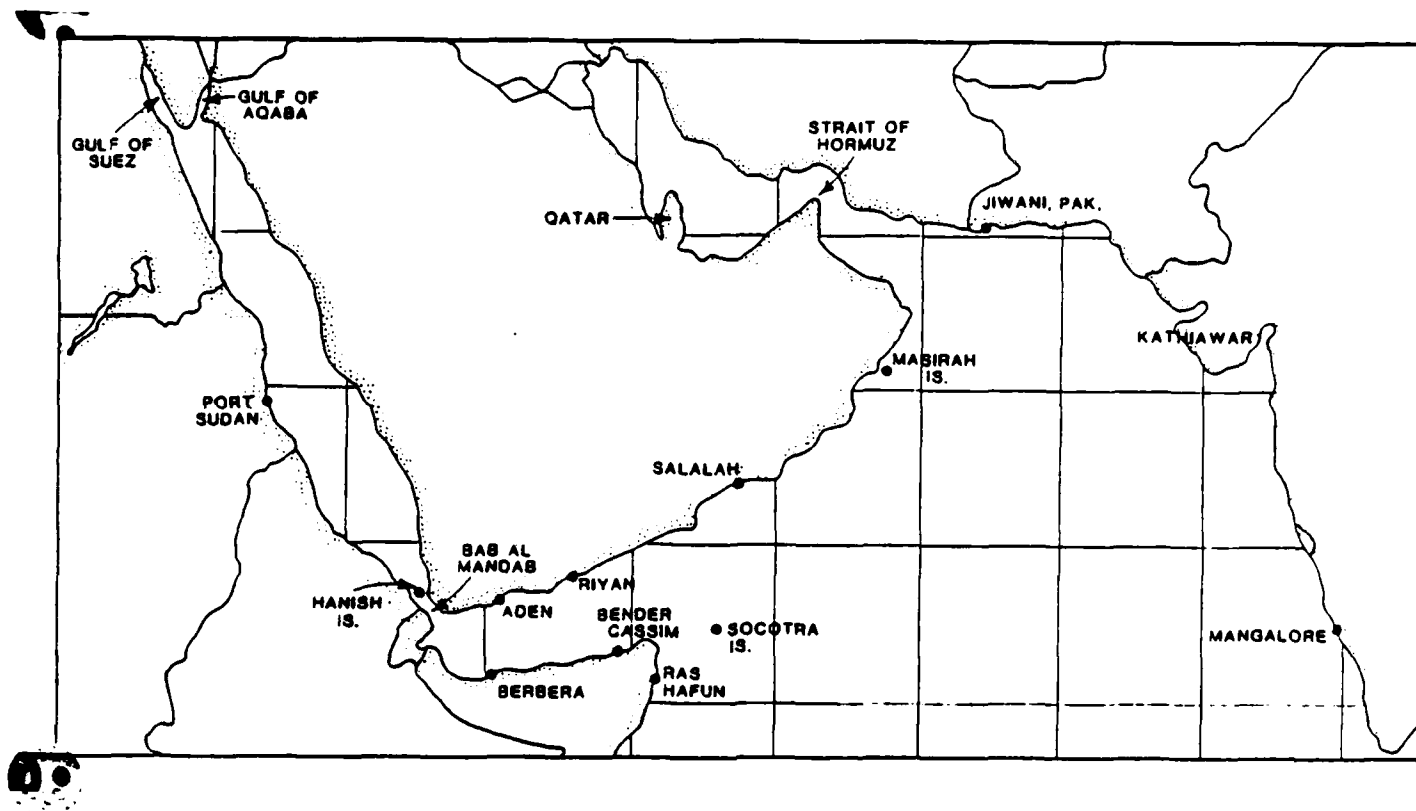 GULF OF
AQABA
GULF OF
SUEZ
STRAIT OF
HORMUZ
QATAR
JIWANI, PAK.
KATHIAWAR
MASIRAH
IS.
PORT
SUDAN
SALALAH
BAB AL
MANDAB
RIYAN
HANISH
IS.
ADEN
BENDER
CASSIM
SOCOTRA
IS.
MANGALORE
BERBERA
RAS
HAFUN